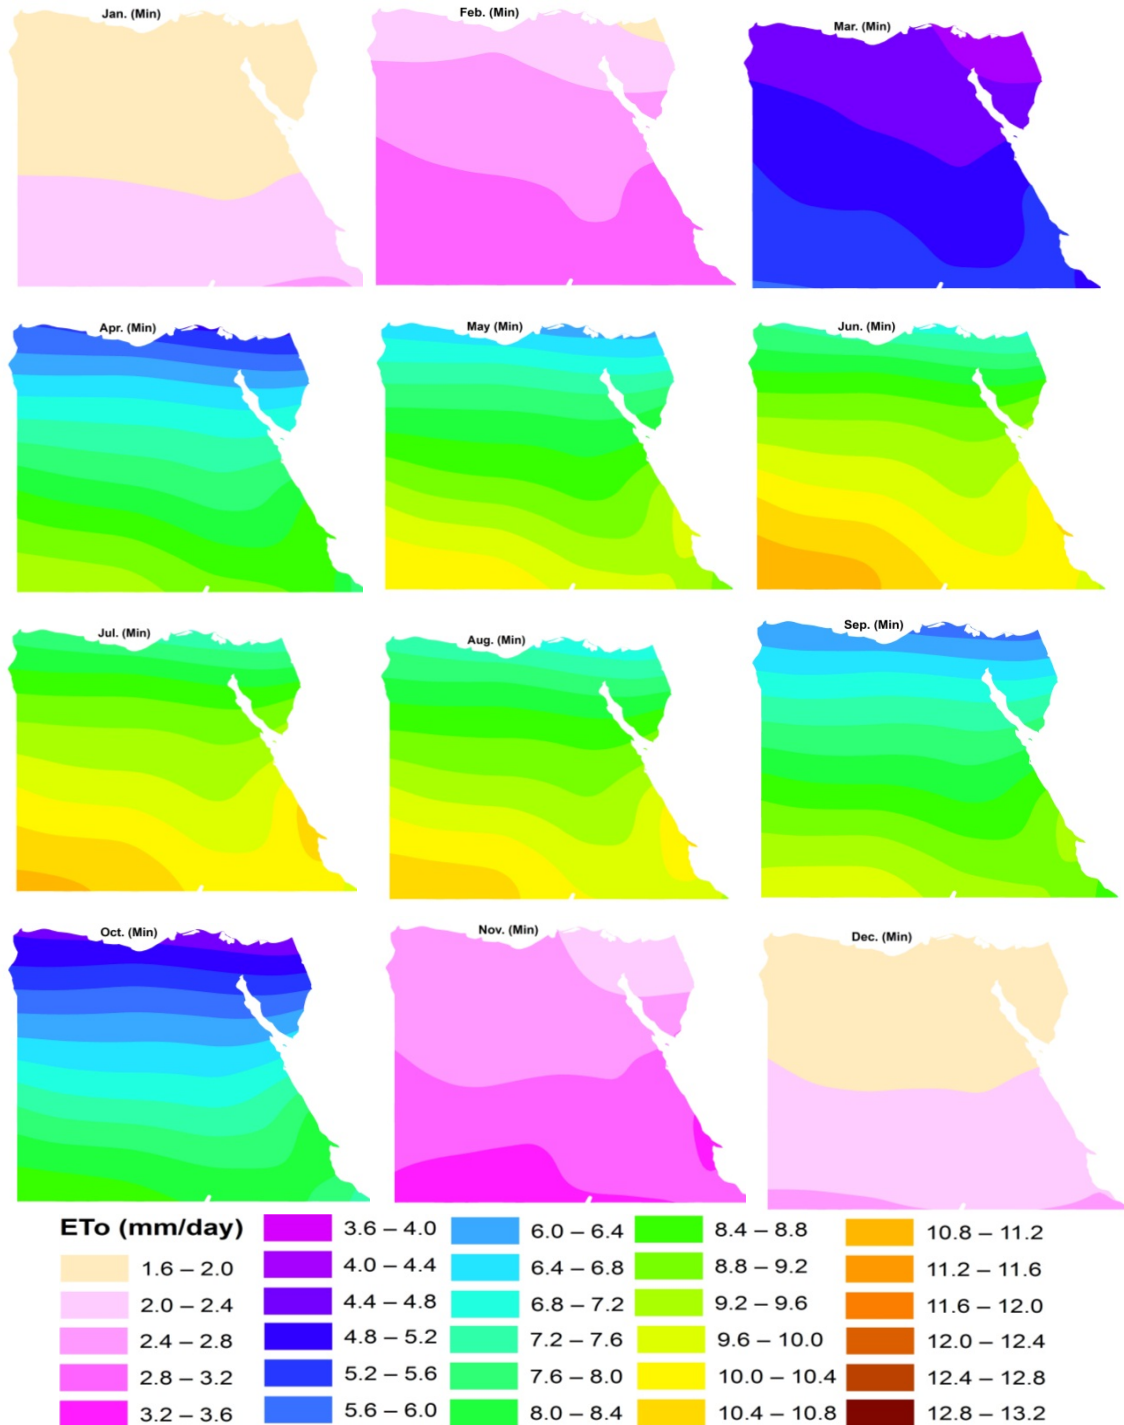 Jan. (Min)
Feb. (Min)
Mar. (Min)
Apr. (Min)
May (Min)
Jun. (Min)
Jul. (Min)
Aug. (Min)
Sep. (Min)
Oct. (Min)
Nov. (Min)
Dec. (Min)
ETo (mm/day)
1.6 – 2.0
2.0 – 2.4
2.4 – 2.8
2.8 – 3.2
3.2 – 3.6
3.6 – 4.0
4.0 – 4.4
4.4 – 4.8
4.8 – 5.2
5.2 – 5.6
5.6 – 6.0
6.0 – 6.4
6.4 – 6.8
6.8 – 7.2
7.2 – 7.6
7.6 – 8.0
8.0 – 8.4
8.4 – 8.8
8.8 – 9.2
9.2 – 9.6
9.6 – 10.0
10.0 – 10.4
10.4 – 10.8
10.8 – 11.2
11.2 – 11.6
11.6 – 12.0
12.0 – 12.4
12.4 – 12.8
12.8 – 13.2